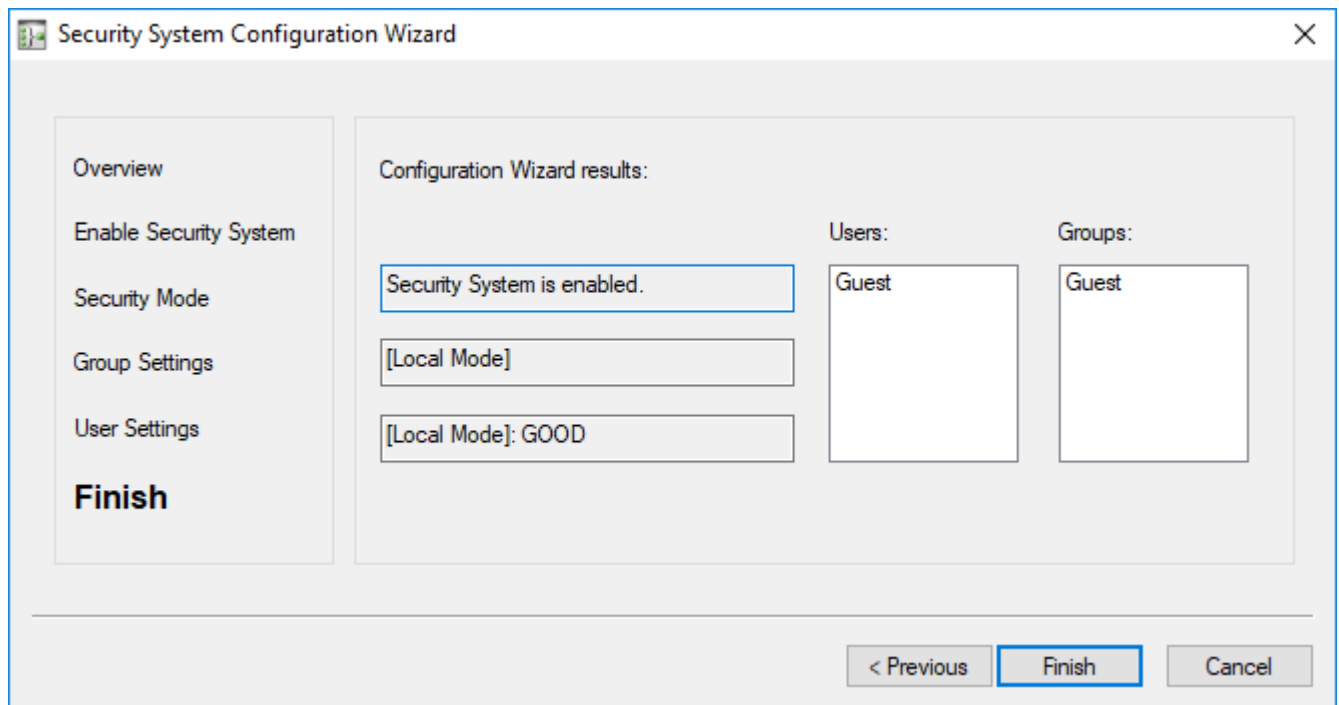 Security System Configuration Wizard
Overview
Enable Security System
Security Mode
Group Settings
User Settings
Finish
Configuration Wizard results:
Security System is enabled.
[Local Mode]
[Local Mode]: GOOD
Users:
Guest
Groups:
Guest
< Previous
Finish
Cancel